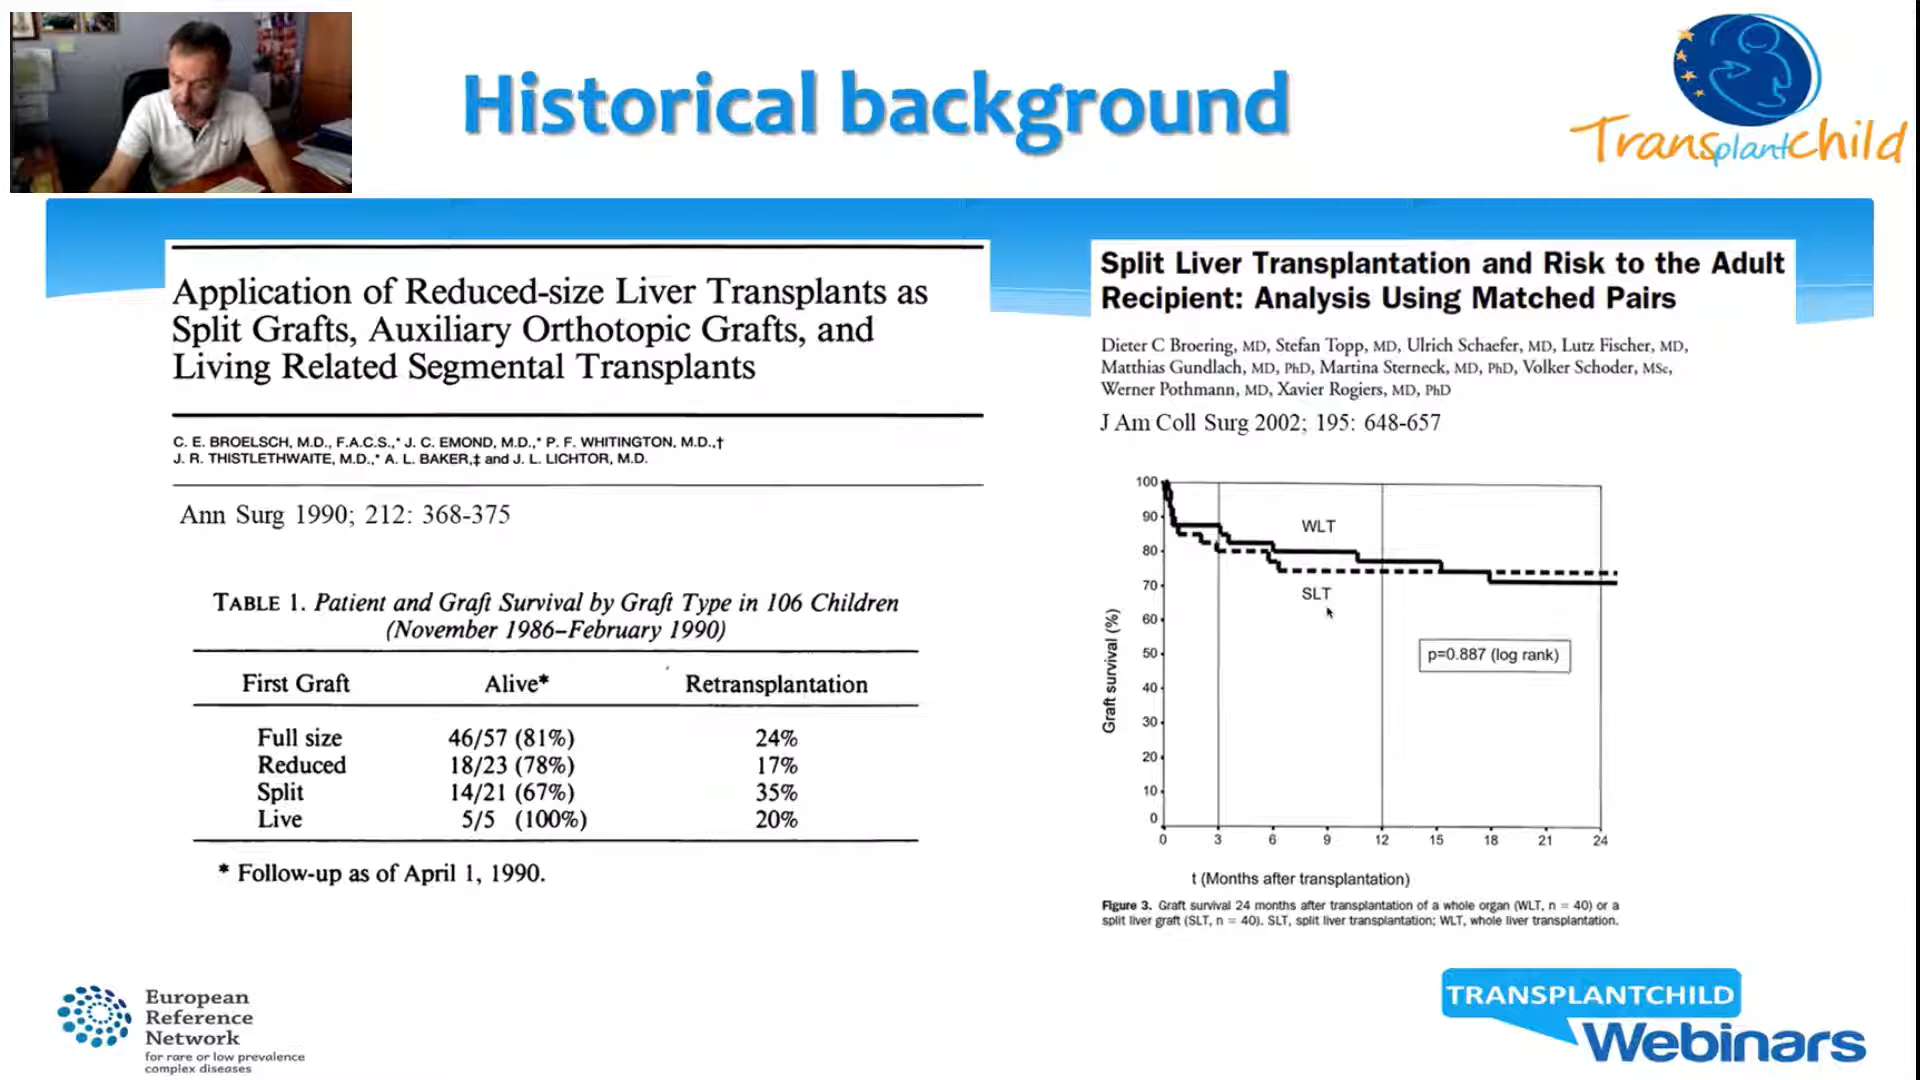 Historical background
Transplantchild
Application of Reduced-size Liver Transplants as
Split Grafts, Auxiliary Orthotopic Grafts, and
Living Related Segmental Transplants
C. E. BROELSCH, M.D., F.A.C.S.,* J. C. EMOND, M.D.,* P. F. WHITINGTON, M.D.,†
J. R. THISTLETHWAITE, M.D.,* A. L. BAKER,‡ and J. L. LICHTOR, M.D.
Ann Surg 1990; 212: 368-375
TABLE 1. Patient and Graft Survival by Graft Type in 106 Children
(November 1986–February 1990)
First Graft Alive* Retransplantation
Full size 46/57 (81%) 24%
Reduced 18/23 (78%) 17%
Split 14/21 (67%) 35%
Live 5/5 (100%) 20%
* Follow-up as of April 1, 1990.
Split Liver Transplantation and Risk to the Adult
Recipient: Analysis Using Matched Pairs
Dieter C Broering, MD, Stefan Topp, MD, Ulrich Schaefer, MD, Lutz Fischer, MD,
Matthias Gundlach, MD, PhD, Martina Sterneck, MD, PhD, Volker Schoder, MSc,
Werner Pothmann, MD, Xavier Rogiers, MD, PhD
J Am Coll Surg 2002; 195: 648-657
100
90
80
70
60
50
40
30
20
10
0
Graft survival (%)
WLT
SLT
p=0.887 (log rank)
0 3 6 9 12 15 18 21 24
t (Months after transplantation)
Figure 3. Graft survival 24 months after transplantation of a whole organ (WLT, n = 40) or a
split liver graft (SLT, n = 40). SLT, split liver transplantation; WLT, whole liver transplantation.
European
Reference
Network
for rare or low prevalence
complex diseases
TRANSPLANTCHILD
Webinars